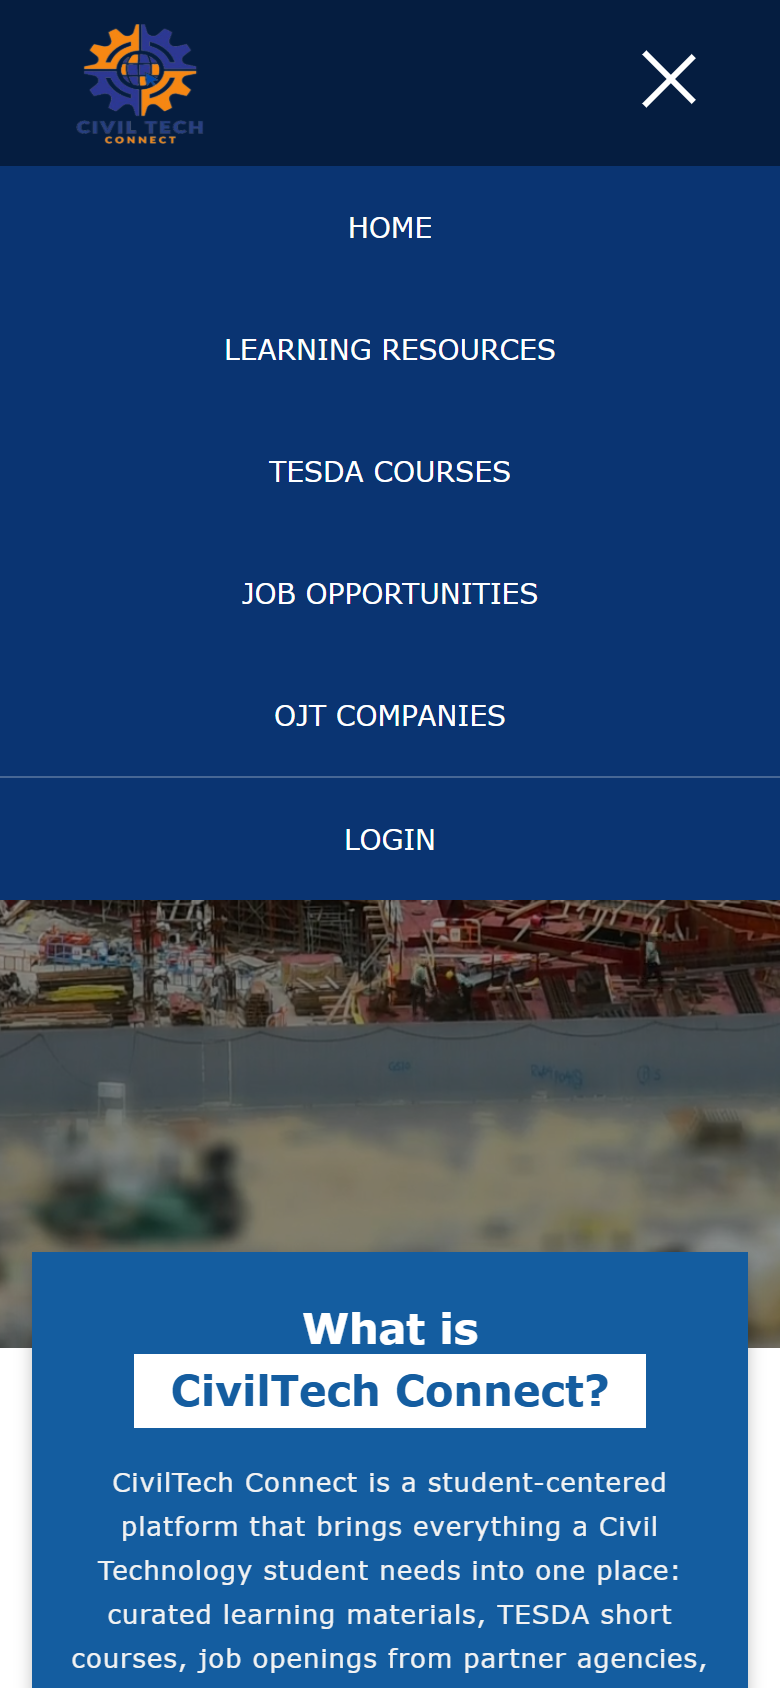 CIVIL TECH
CONNECT
HOME
LEARNING RESOURCES
TESDA COURSES
JOB OPPORTUNITIES
OJT COMPANIES
LOGIN
What is
CivilTech Connect?
CivilTech Connect is a student-centered
platform that brings everything a Civil
Technology student needs into one place:
curated learning materials, TESDA short
courses, job openings from partner agencies,